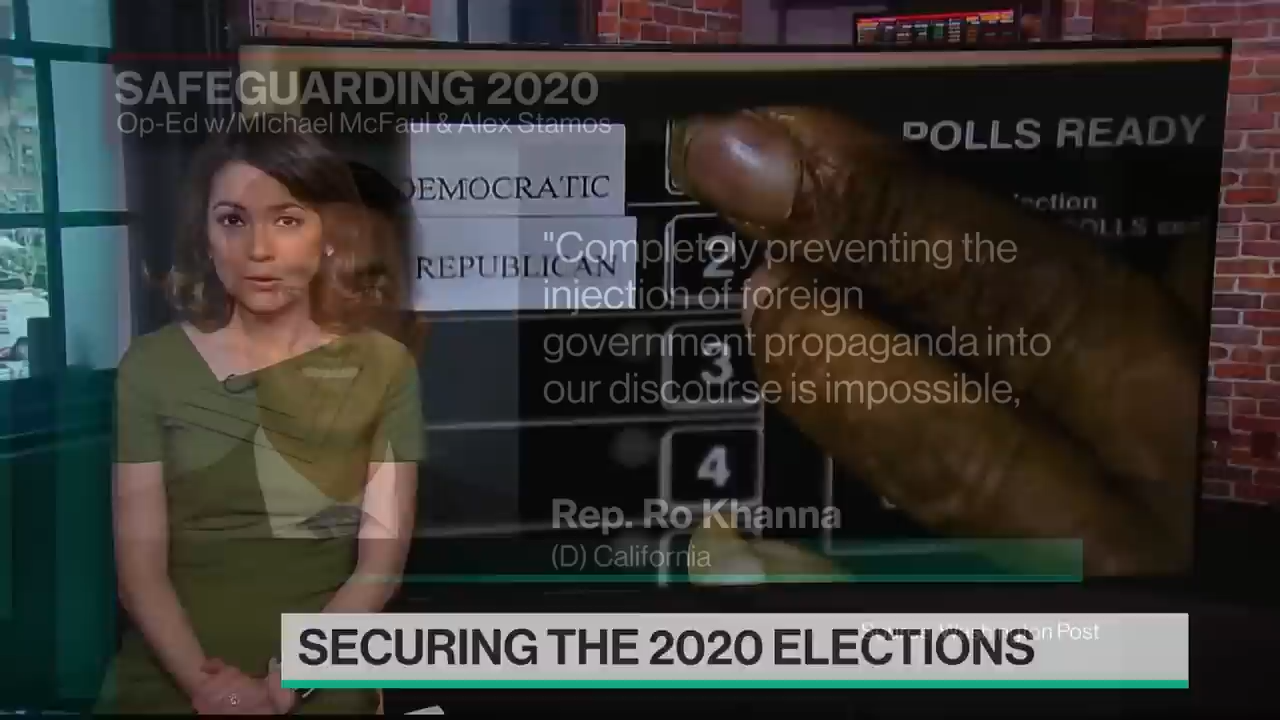 SAFEGUARDING 2020
Op-Ed w/Michael McFaul & Alex Stamos
POLLS READY
DEMOCRATIC
REPUBLICAN
"Completely preventing the
injection of foreign
government propaganda into
our discourse is impossible,
2
3
4
Rep. Ro Khanna
(D) California
Source: Washington Post
SECURING THE 2020 ELECTIONS